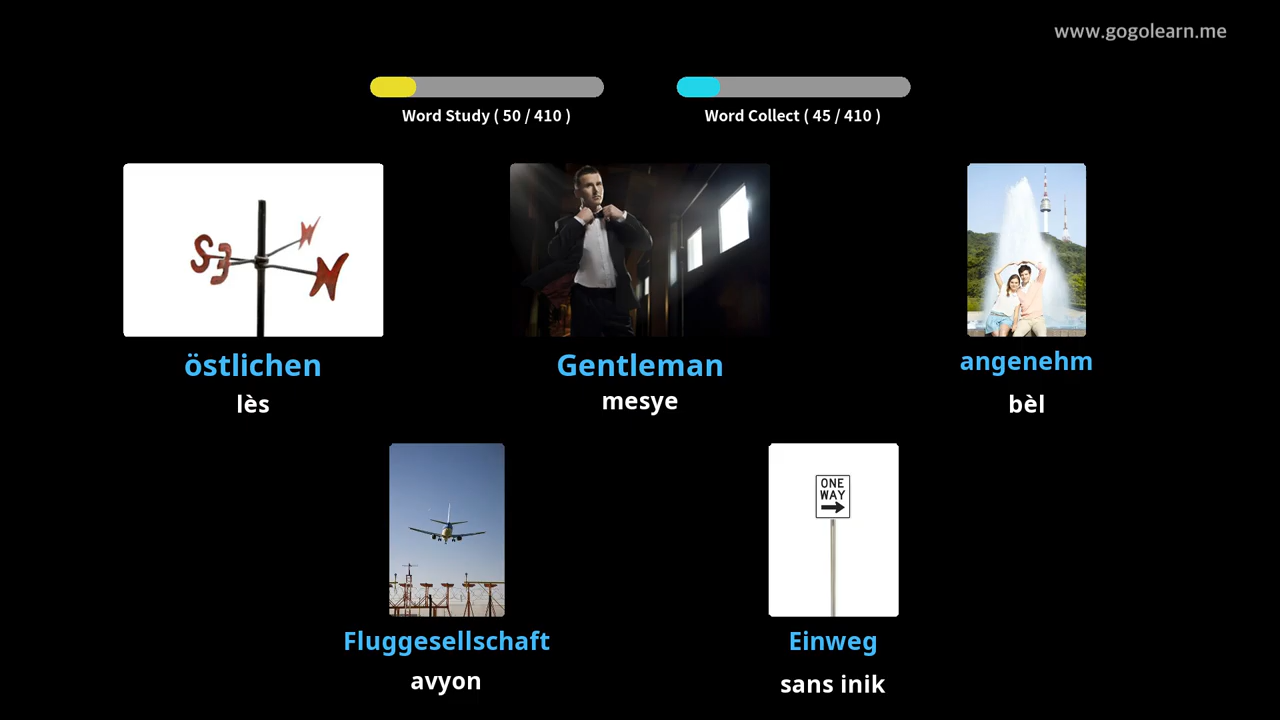 www.gogolearn.me
Word Study ( 50 / 410 )
Word Collect ( 45 / 410 )
S E W N
östlichen
lès
Gentleman
mesye
angenehm
bèl
ONE
WAY
Fluggesellschaft
avyon
Einweg
sans inik